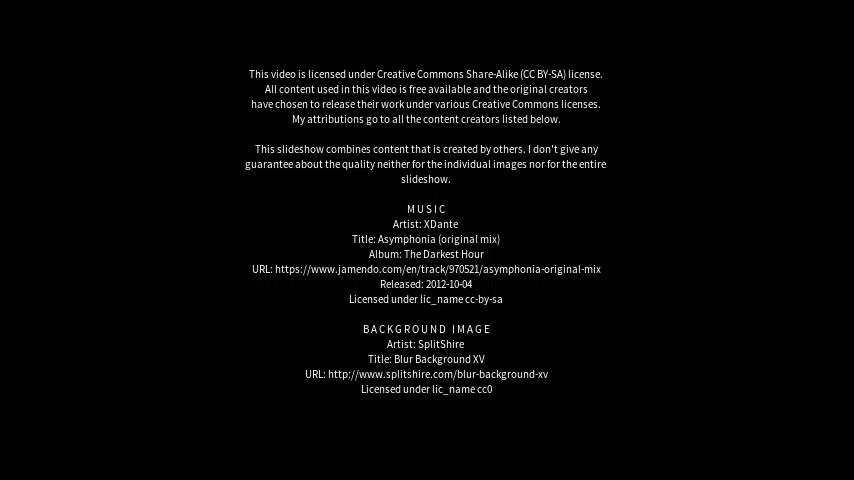 This video is licensed under Creative Commons Share-Alike (CC BY-SA) license.
All content used in this video is free available and the original creators
have chosen to release their work under various Creative Commons licenses.
My attributions go to all the content creators listed below.
This slideshow combines content that is created by others. I don't give any
guarantee about the quality neither for the individual images nor for the entire
slideshow.
MUSIC
Artist: XDante
Title: Asymphonia (original mix)
Album: The Darkest Hour
URL: https://www.jamendo.com/en/track/970521/asymphonia-original-mix
Released: 2012-10-04
Licensed under lic_name cc-by-sa
BACKGROUND IMAGE
Artist: SplitShire
Title: Blur Background XV
URL: http://www.splitshire.com/blur-background-xv
Licensed under lic_name cc0